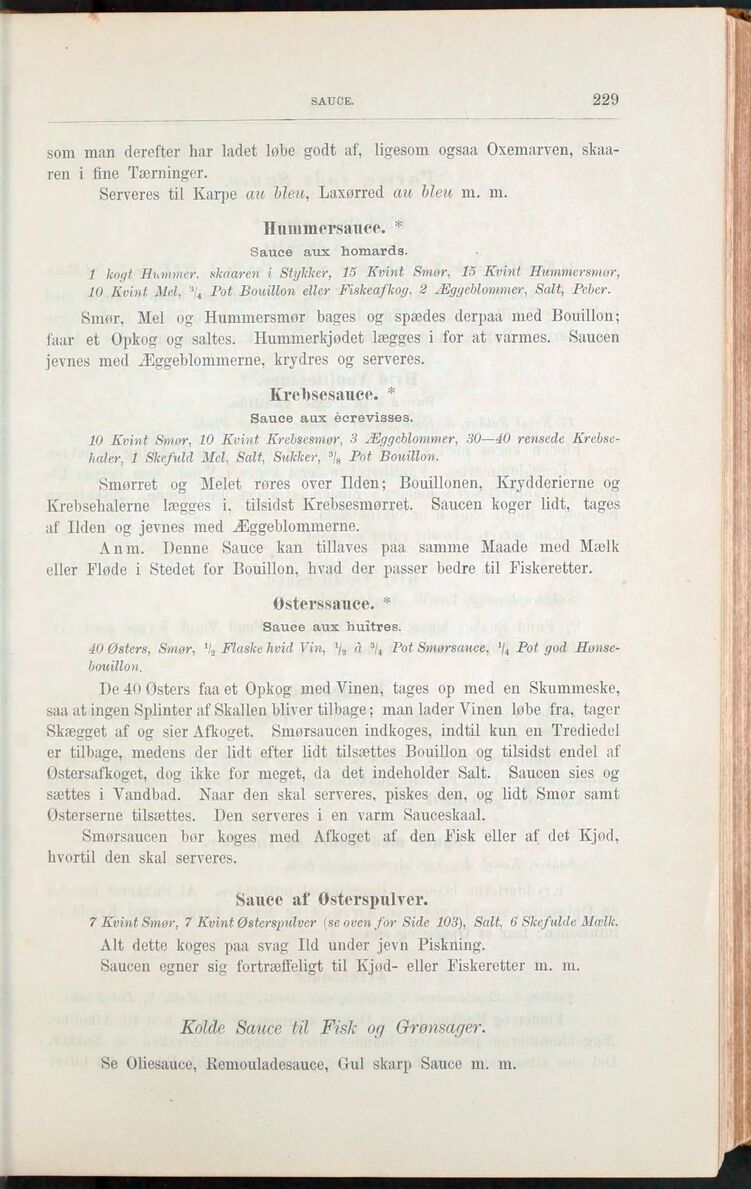 SAUCE. 229
som man derefter har ladet løbe godt af, ligesom ogsaa Oxemarven, skaa-
ren i fine Tærninger.
Serveres til Karpe au bleu, Laxørred au bleu m. m.
Hummersauce. *
Sauce aux homards.
1 kogt Hummer, skaaren i Stykker, 15 Kvint Smør, 15 Kvint Hummersmør,
10 Kvint Mel, 3/4 Pot Bouillon eller Fiskeafkog, 2 Æggeblommer, Salt, Peber.
Smør, Mel og Hummersmør bages og spædes derpaa med Bouillon;
faar et Opkog og saltes. Hummerkjødet lægges i for at varmes. Saucen
jevnes med Æggeblommerne, krydres og serveres.
Krebsesauce. *
Sauce aux écrevisses.
10 Kvint Smør, 10 Kvint Krebsesmør, 3 Æggeblommer, 30—40 rensede Krebse-
haler, 1 Skefuld Mel, Salt, Sukker, 3/8 Pot Bouillon.
Smørret og Melet røres over Ilden; Bouillonen, Krydderierne og
Krebsehalerne lægges i, tilsidst Krebsesmørret. Saucen koger lidt, tages
af Ilden og jevnes med Æggeblommerne.
Anm. Denne Sauce kan tillaves paa samme Maade med Mælk
eller Fløde i Stedet for Bouillon, hvad der passer bedre til Fiskeretter.
Østerssauce. *
Sauce aux huitres.
40 Østers, Smør, 1/2 Flaske hvid Vin, 1/2 à 3/4 Pot Smørsauce, 1/4 Pot god Hønse-
bouillon.
De 40 Østers faa et Opkog med Vinen, tages op med en Skummeske,
saa at ingen Splinter af Skallen bliver tilbage; man lader Vinen løbe fra, tager
Skægget af og sier Afkoget. Smørsaucen indkoges, indtil kun en Trediedel
er tilbage, medens der lidt efter lidt tilsættes Bouillon og tilsidst endel af
Østersafkoget, dog ikke for meget, da det indeholder Salt. Saucen sies og
sættes i Vandbad. Naar den skal serveres, piskes den, og lidt Smør samt
Østerserne tilsættes. Den serveres i en varm Sauceskaal.
Smørsaucen bør koges med Afkoget af den Fisk eller af det Kjød,
hvortil den skal serveres.
Sauce af Østerspulver.
7 Kvint Smør, 7 Kvint Østerspulver (se oven for Side 103), Salt, 6 Skefulde Mælk.
Alt dette koges paa svag Ild under jevn Piskning.
Saucen egner sig fortræffeligt til Kjød- eller Fiskeretter m. m.
Kolde Sauce til Fisk og Grønsager.
Se Oliesauce, Remouladesauce, Gul skarp Sauce m. m.